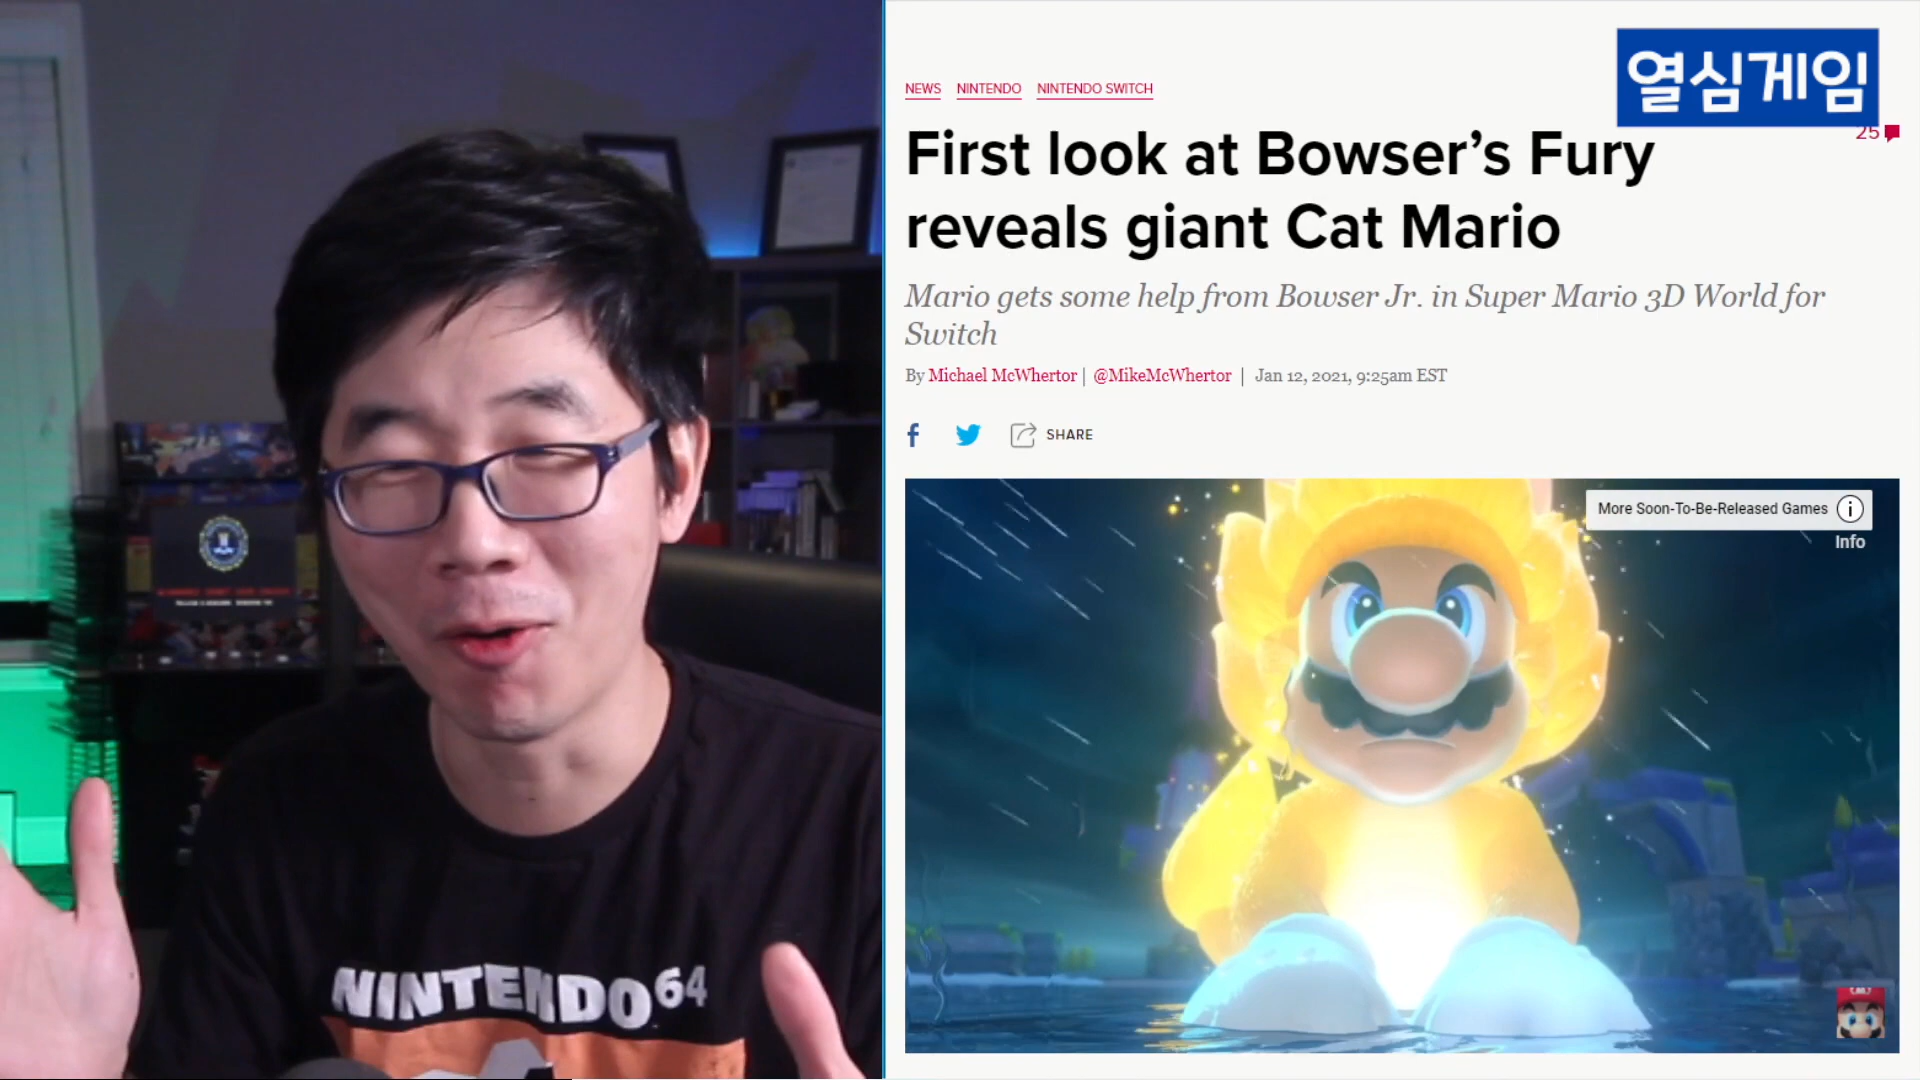 NEWS NINTENDO NINTENDO SWITCH
열심게임
25
First look at Bowser's Fury
reveals giant Cat Mario
Mario gets some help from Bowser Jr. in Super Mario 3D World for
Switch
By Michael McWhertor | @MikeMcWhertor | Jan 12, 2021, 9:25am EST
SHARE
More Soon-To-Be-Released Games
Info
NINTENDO 64